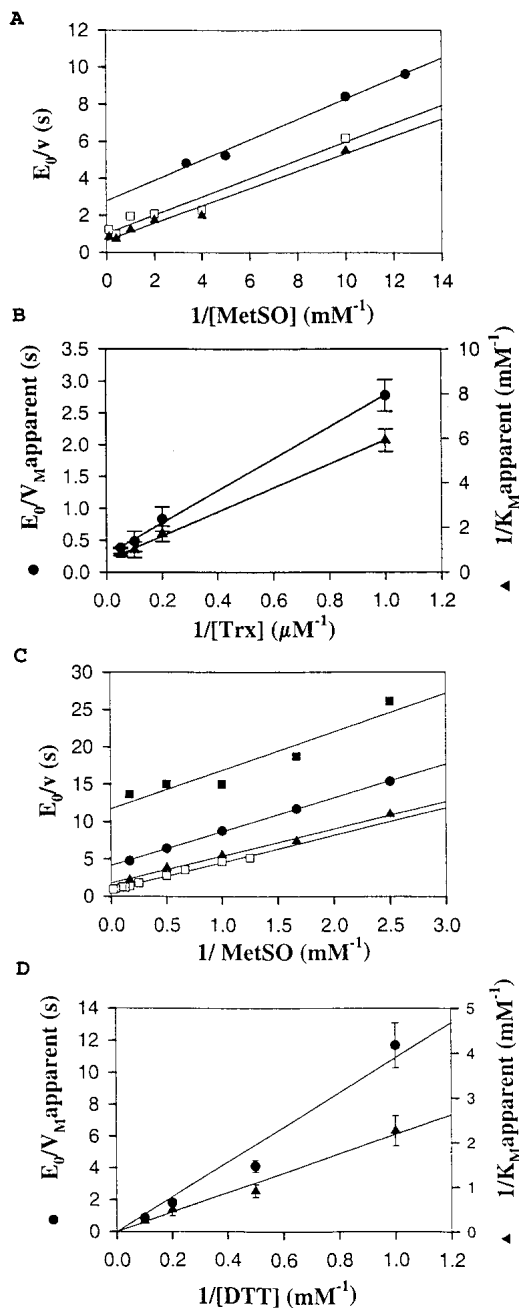 A
12
10
8
6
4
2
0
E₀/v (s)
0 2 4 6 8 10 12 14
1/[MetSO] (mM⁻¹)
B
3.5
3.0
2.5
2.0
1.5
1.0
0.5
0.0
● E₀/V_M apparent (s)
10
8
6
4
2
0
▲ 1/K_M apparent (mM⁻¹)
0.0 0.2 0.4 0.6 0.8 1.0 1.2
1/[Trx] (µM⁻¹)
C
30
25
20
15
10
5
0
E₀/v (s)
0.0 0.5 1.0 1.5 2.0 2.5 3.0
1/ MetSO (mM⁻¹)
D
14
12
10
8
6
4
2
0
● E₀/V_M apparent (s)
5
4
3
2
1
0
▲ 1/K_M apparent (mM⁻¹)
0.0 0.2 0.4 0.6 0.8 1.0 1.2
1/[DTT] (mM⁻¹)